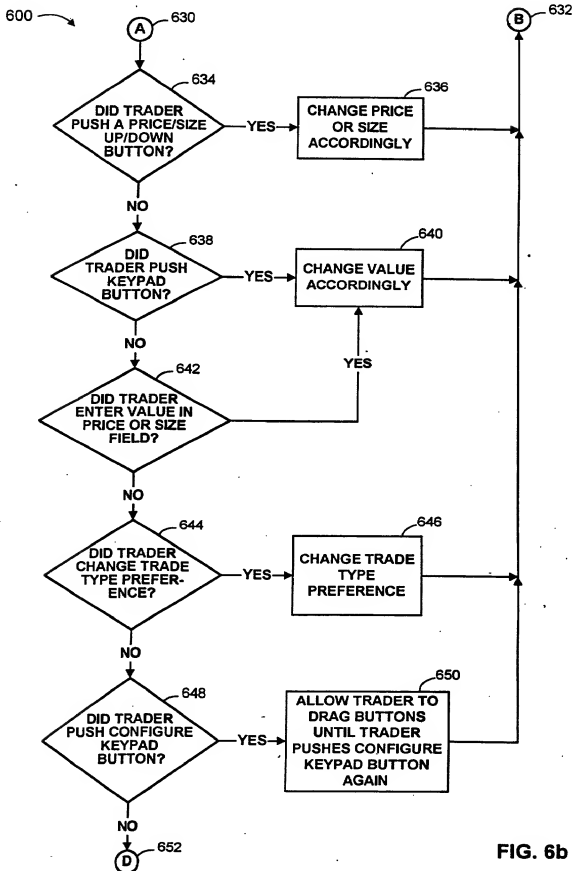 600
A
630
B
632
634
DID TRADER
PUSH A PRICE/SIZE
UP/DOWN
BUTTON?
YES
636
CHANGE PRICE
OR SIZE
ACCORDINGLY
NO
638
DID
TRADER PUSH
KEYPAD
BUTTON?
YES
640
CHANGE VALUE
ACCORDINGLY
NO
YES
642
DID TRADER
ENTER VALUE IN
PRICE OR SIZE
FIELD?
NO
644
DID TRADER
CHANGE TRADE
TYPE PREFER-
ENCE?
YES
646
CHANGE TRADE
TYPE
PREFERENCE
NO
648
DID TRADER
PUSH CONFIGURE
KEYPAD
BUTTON?
YES
650
ALLOW TRADER TO
DRAG BUTTONS
UNTIL TRADER
PUSHES CONFIGURE
KEYPAD BUTTON
AGAIN
NO
D
652
FIG. 6b